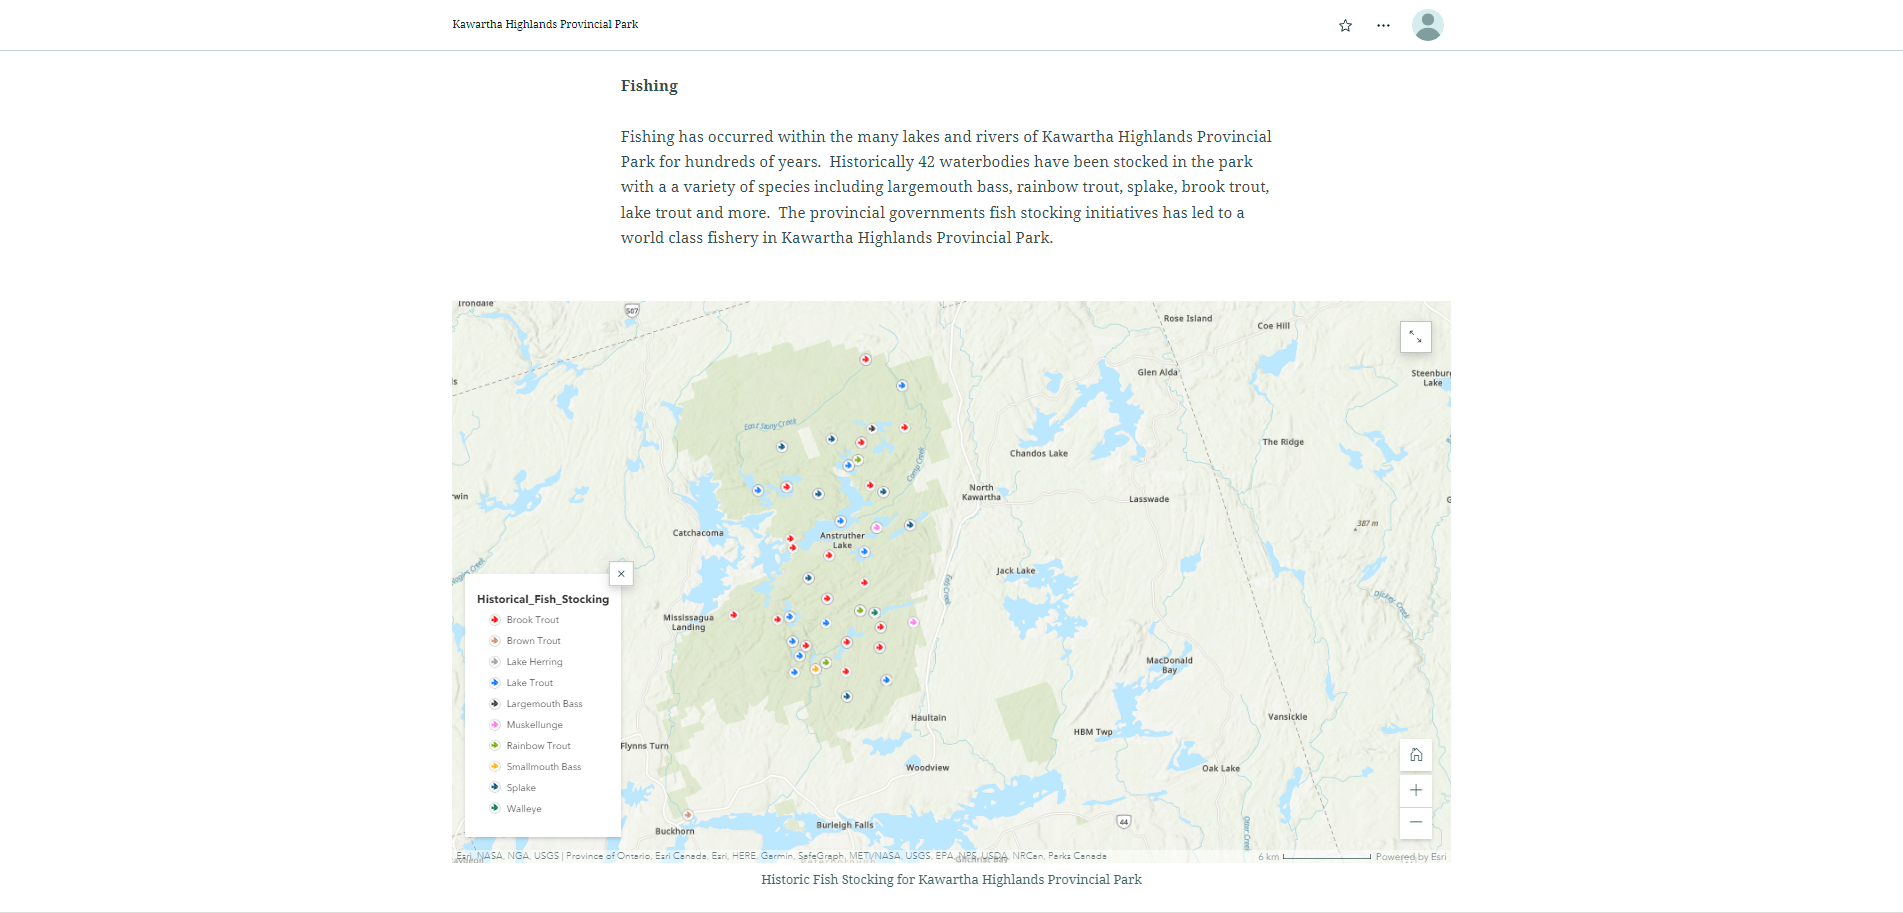 Kawartha Highlands Provincial Park
Fishing
Fishing has occurred within the many lakes and rivers of Kawartha Highlands Provincial
Park for hundreds of years.  Historically 42 waterbodies have been stocked in the park
with a a variety of species including largemouth bass, rainbow trout, splake, brook trout,
lake trout and more.  The provincial governments fish stocking initiatives has led to a
world class fishery in Kawartha Highlands Provincial Park.
Irondale
507
Rose Island
Coe Hill
Glen Alda
Steenburg
Lake
East Stony Creek
The Ridge
Chandos Lake
Camp Creek
North
Kawartha
Lasswade
387 m
Catchacoma
Anstruther
Lake
Jack Lake
Eels Creek
Dickey Creek
Mississagua
Landing
MacDonald
Bay
Haultain
Vansickle
HBM Twp
Flynns Turn
Woodview
Oak Lake
Burleigh Falls
44
Buckhorn
Otter Creek
Historical_Fish_Stocking
Brook Trout
Brown Trout
Lake Herring
Lake Trout
Largemouth Bass
Muskellunge
Rainbow Trout
Smallmouth Bass
Splake
Walleye
Esri, NASA, NGA, USGS | Province of Ontario, Esri Canada, Esri, HERE, Garmin, SafeGraph, METI/NASA, USGS, EPA, NPS, USDA, NRCan, Parks Canada
6 km
Powered by Esri
Historic Fish Stocking for Kawartha Highlands Provincial Park